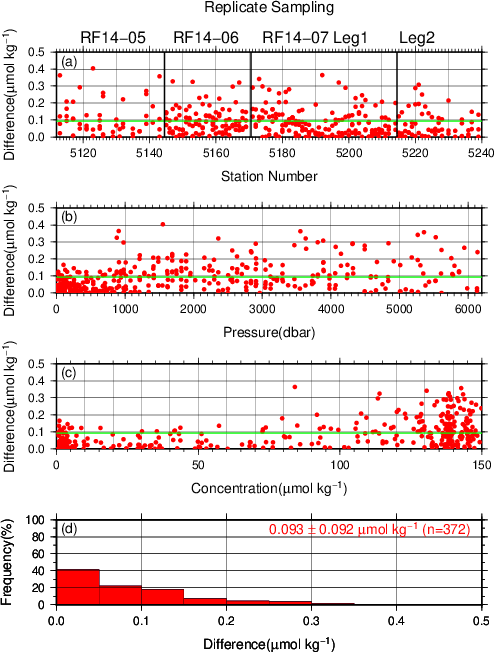 Replicate Sampling
RF14−05 RF14−06 RF14−07 Leg1 Leg2
(a)
Difference(μmol kg−1)
0.5
0.4
0.3
0.2
0.1
0.0
5120 5140 5160 5180 5200 5220 5240
Station Number
(b)
Difference(μmol kg−1)
0.5
0.4
0.3
0.2
0.1
0.0
0 1000 2000 3000 4000 5000 6000
Pressure(dbar)
(c)
Difference(μmol kg−1)
0.5
0.4
0.3
0.2
0.1
0.0
0 50 100 150
Concentration(μmol kg−1)
(d)
0.093 ± 0.092 μmol kg−1 (n=372)
Frequency(%)
100
80
60
40
20
0
0.0 0.1 0.2 0.3 0.4 0.5
Difference(μmol kg−1)